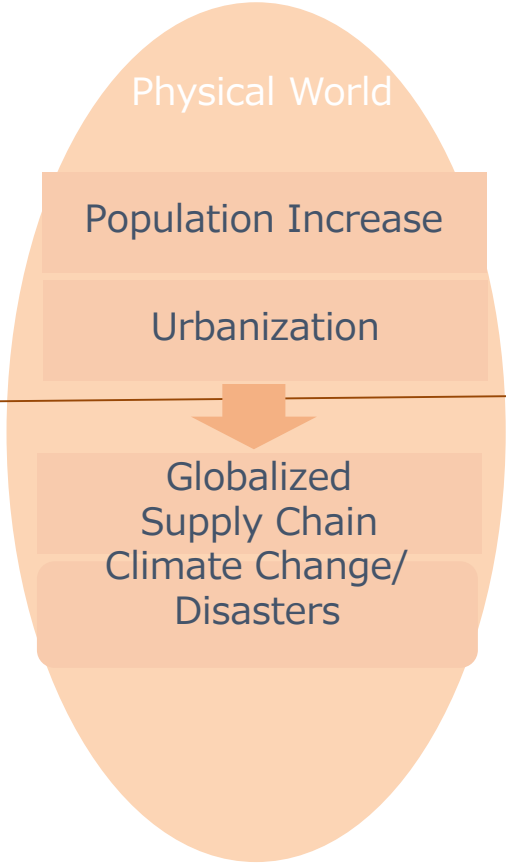 Physical World
Population Increase
Urbanization
Globalized
Supply Chain
Climate Change/
Disasters